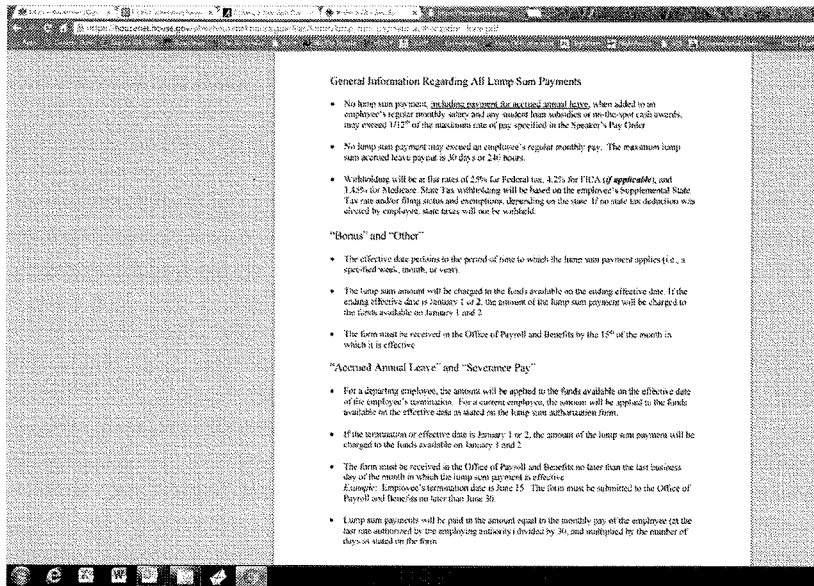 General Information Regarding All Lump Sum Payments
• No lump sum payment, including payment for accrued annual leave, when added to an
employee's regular monthly salary and any student loan subsidies or on-the-spot cash awards,
may exceed 1/12th of the maximum rate of pay specified in the Speaker's Pay Order
• No lump sum payment may exceed an employee's regular monthly pay. The maximum lump
sum accrued leave payout is 30 days or 240 hours.
• Withholding will be at flat rates of 25% for Federal tax, 4.2% for FICA (if applicable), and
1.45% for Medicare. State Tax withholding will be based on the employee's Supplemental State
Tax rate and/or filing status and exemptions, depending on the state. If no state tax deduction was
elected by employee, state taxes will not be withheld.
"Bonus" and "Other"
• The effective date pertains to the period of time to which the lump sum payment applies (i.e., a
specified week, month, or year).
• The lump sum amount will be charged to the funds available on the ending effective date. If the
ending effective date is January 1 or 2, the amount of the lump sum payment will be charged to
the funds available on January 1 and 2
• The form must be received in the Office of Payroll and Benefits by the 15th of the month in
which it is effective
"Accrued Annual Leave" and "Severance Pay"
• For a departing employee, the amount will be applied to the funds available on the effective date
of the employee's termination. For a current employee, the amount will be applied to the funds
available on the effective date as stated on the lump sum authorization form.
• If the termination or effective date is January 1 or 2, the amount of the lump sum payment will be
charged to the funds available on January 1 and 2
• The form must be received in the Office of Payroll and Benefits no later than the last business
day of the month in which the lump sum payment is effective
Example: Employee's termination date is June 15. The form must be submitted to the Office of
Payroll and Benefits no later than June 30.
• Lump sum payments will be paid in the amount equal to the monthly pay of the employee (at the
last rate authorized by the employing authority) divided by 30, and multiplied by the number of
days as stated on the form